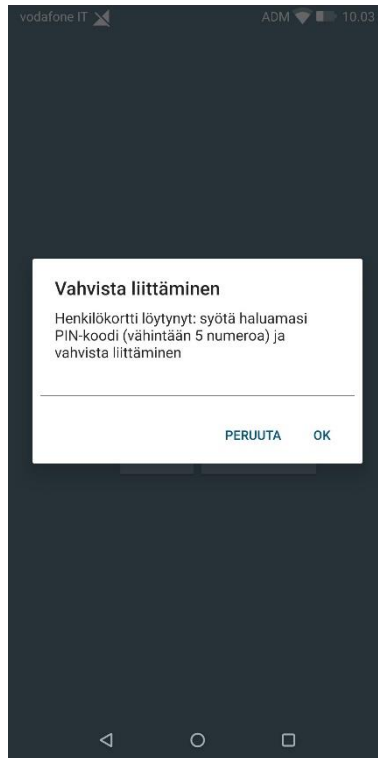 vodafone IT ADM 10.03
Vahvista liittäminen
Henkilökortti löytynyt: syötä haluamasi
PIN-koodi (vähintään 5 numeroa) ja
vahvista liittäminen
PERUUTA OK